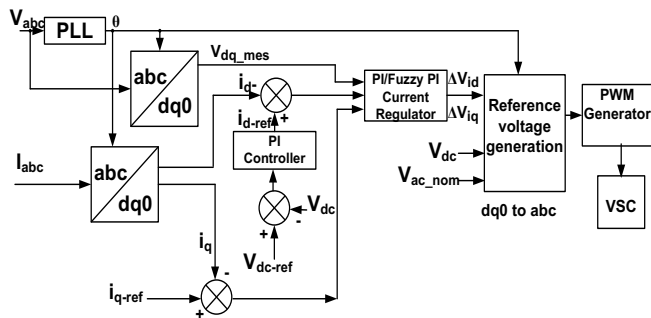 V_abc
PLL
θ
abc
dq0
V_dq_mes
i_d-
+
i_d-ref
PI/Fuzzy PI
Current
Regulator
ΔV_id
ΔV_iq
Reference
voltage
generation
PWM
Generator
I_abc
abc
dq0
PI
Controller
V_dc
V_ac_nom
VSC
dq0 to abc
V_dc
-
+
V_dc-ref
i_q
-
i_q-ref
+